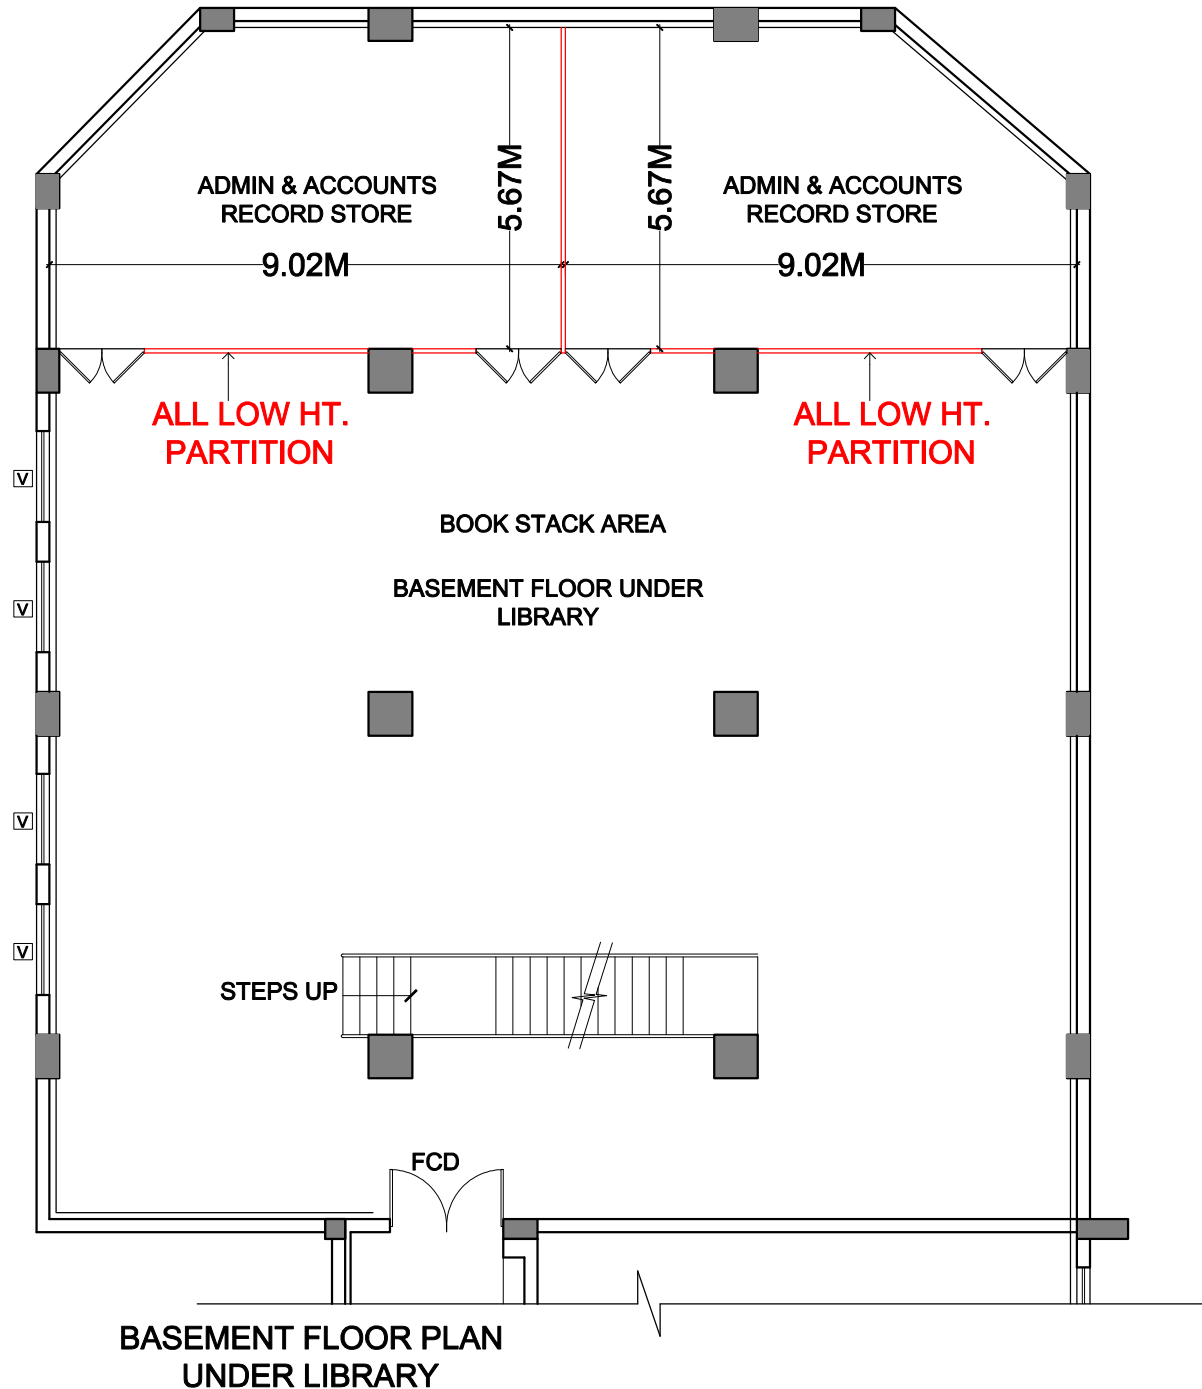 ADMIN & ACCOUNTS
RECORD STORE
5.67M
9.02M
5.67M
ADMIN & ACCOUNTS
RECORD STORE
9.02M
ALL LOW HT.
PARTITION
ALL LOW HT.
PARTITION
V
BOOK STACK AREA
BASEMENT FLOOR UNDER
LIBRARY
V
V
V
STEPS UP
FCD
BASEMENT FLOOR PLAN
UNDER LIBRARY